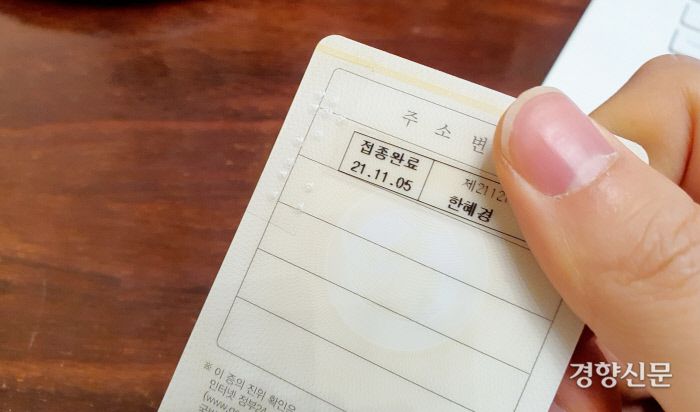 주 소 변
접종완료
21.11.05
제2112
한혜경
※ 이 증의 진위 확인은
인터넷 정부24
경향신문